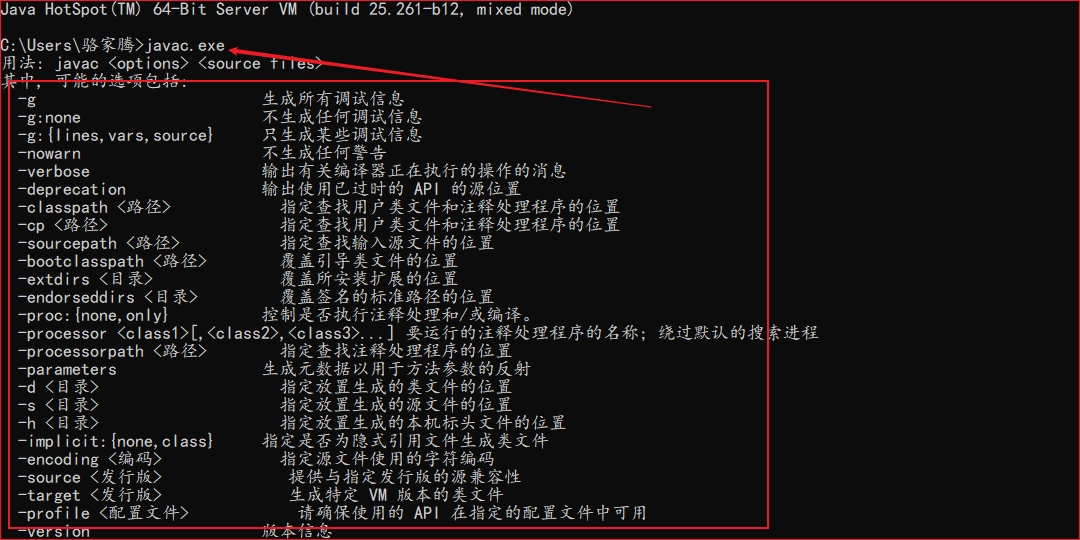 Java HotSpot(TM) 64-Bit Server VM (build 25.261-b12, mixed mode)
C:\Users\骆家腾>javac.exe
用法: javac <options> <source files>
其中, 可能的选项包括:
-g 生成所有调试信息
-g:none 不生成任何调试信息
-g:{lines,vars,source} 只生成某些调试信息
-nowarn 不生成任何警告
-verbose 输出有关编译器正在执行的操作的消息
-deprecation 输出使用已过时的 API 的源位置
-classpath <路径> 指定查找用户类文件和注释处理程序的位置
-cp <路径> 指定查找用户类文件和注释处理程序的位置
-sourcepath <路径> 指定查找输入源文件的位置
-bootclasspath <路径> 覆盖引导类文件的位置
-extdirs <目录> 覆盖所安装扩展的位置
-endorseddirs <目录> 覆盖签名的标准路径的位置
-proc:{none,only} 控制是否执行注释处理和/或编译。
-processor <class1>[,<class2>,<class3>...] 要运行的注释处理程序的名称; 绕过默认的搜索进程
-processorpath <路径> 指定查找注释处理程序的位置
-parameters 生成元数据以用于方法参数的反射
-d <目录> 指定放置生成的类文件的位置
-s <目录> 指定放置生成的源文件的位置
-h <目录> 指定放置生成的本机标头文件的位置
-implicit:{none,class} 指定是否为隐式引用文件生成类文件
-encoding <编码> 指定源文件使用的字符编码
-source <发行版> 提供与指定发行版的源兼容性
-target <发行版> 生成特定 VM 版本的类文件
-profile <配置文件> 请确保使用的 API 在指定的配置文件中可用
-version 版本信息